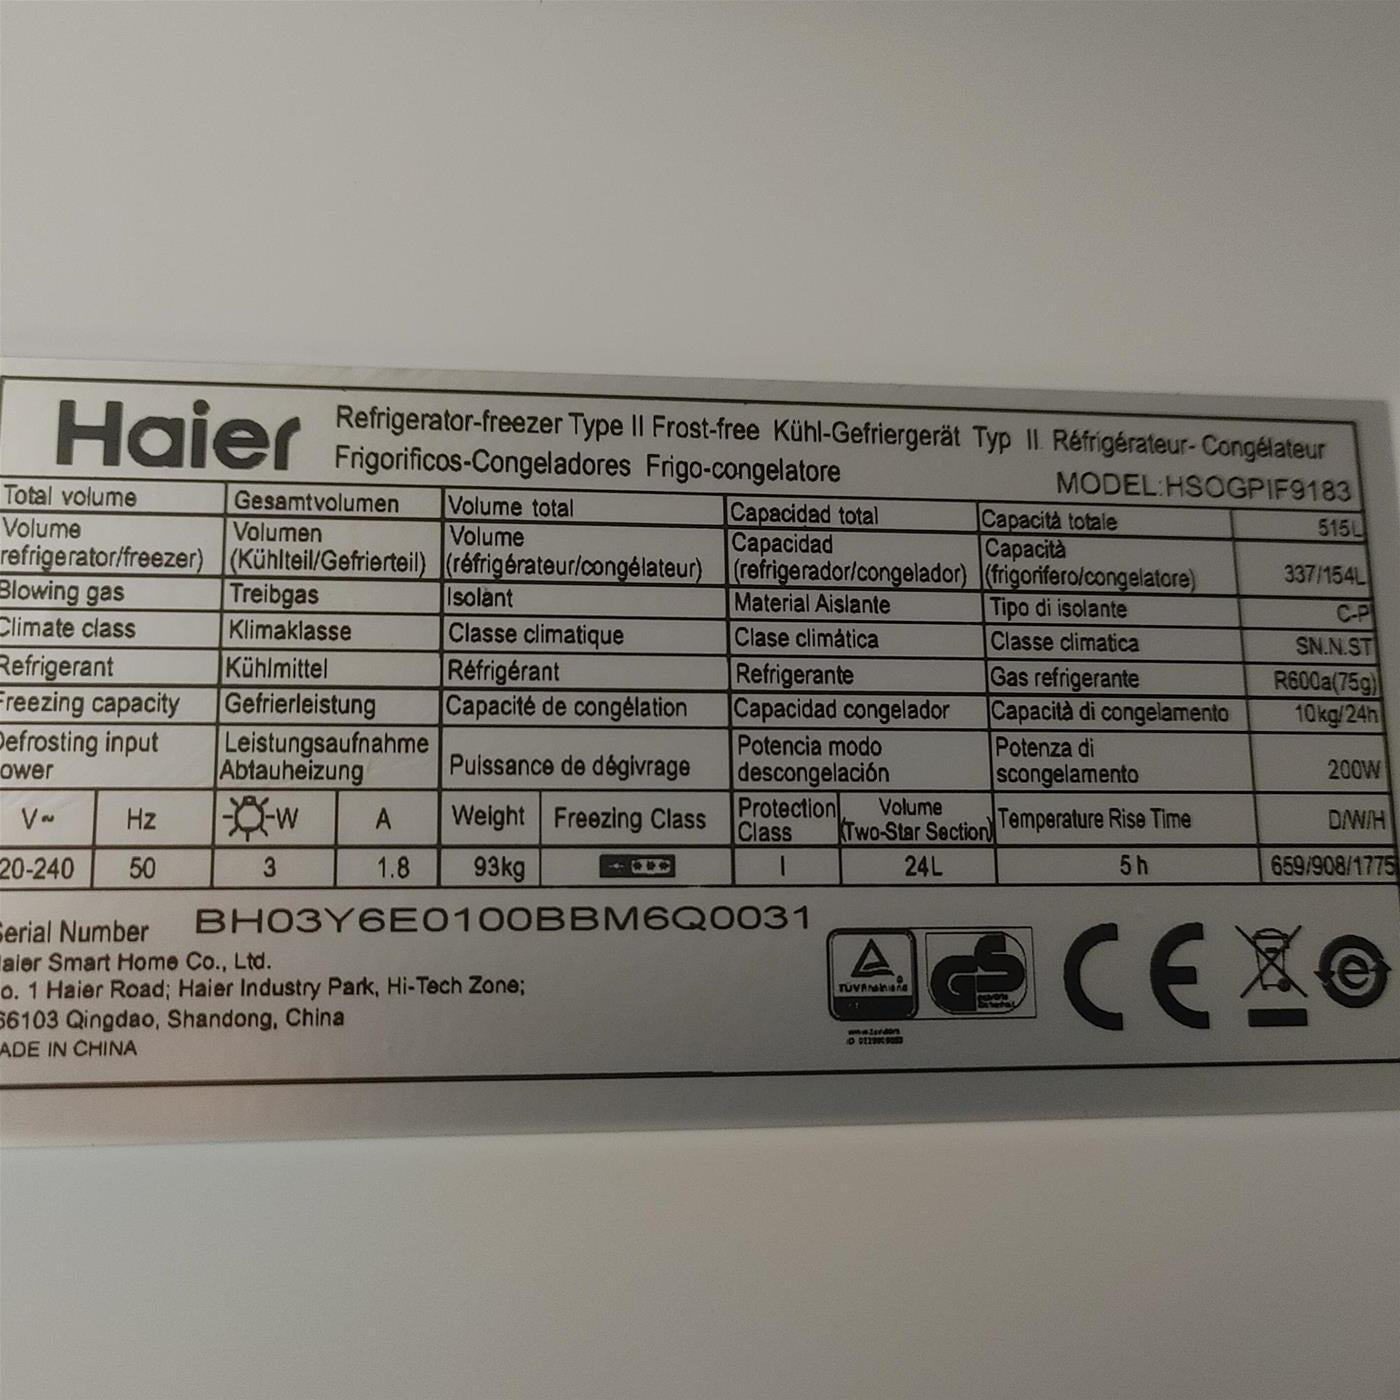 Haier
Refrigerator-freezer Type II Frost-free Kühl-Gefriergerät Typ II. Réfrigérateur- Congélateur
Frigorificos-Congeladores Frigo-congelatore
MODEL:HSOGPIF9183
Total volume Gesamtvolumen Volume total Capacidad total Capacità totale 515L
Volume Volumen Volume Capacidad Capacità
refrigerator/freezer) (Kühlteil/Gefrierteil) (réfrigérateur/congélateur) (refrigerador/congelador) (frigorifero/congelatore) 337/154L
Blowing gas Treibgas Isolant Material Aislante Tipo di isolante C-P
Climate class Klimaklasse Classe climatique Clase climática Classe climatica SN.N.ST
Refrigerant Kühlmittel Réfrigérant Refrigerante Gas refrigerante R600a(75g)
Freezing capacity Gefrierleistung Capacité de congélation Capacidad congelador Capacità di congelamento 10kg/24h
Defrosting input Leistungsaufnahme Puissance de dégivrage Potencia modo Potenza di 200W
ower Abtauheizung descongelación scongelamento
V~ Hz -W A Weight Freezing Class Protection Class Volume (Two-Star Section) Temperature Rise Time D/W/H
20-240 50 3 1.8 93kg I 24L 5h 659/908/1775
Serial Number BH03Y6E0100BBM6Q0031
aier Smart Home Co., Ltd.
o. 1 Haier Road; Haier Industry Park, Hi-Tech Zone;
66103 Qingdao, Shandong, China
ADE IN CHINA
TÜVRheinland
GS
geprüfte
Sicherheit
CE
e